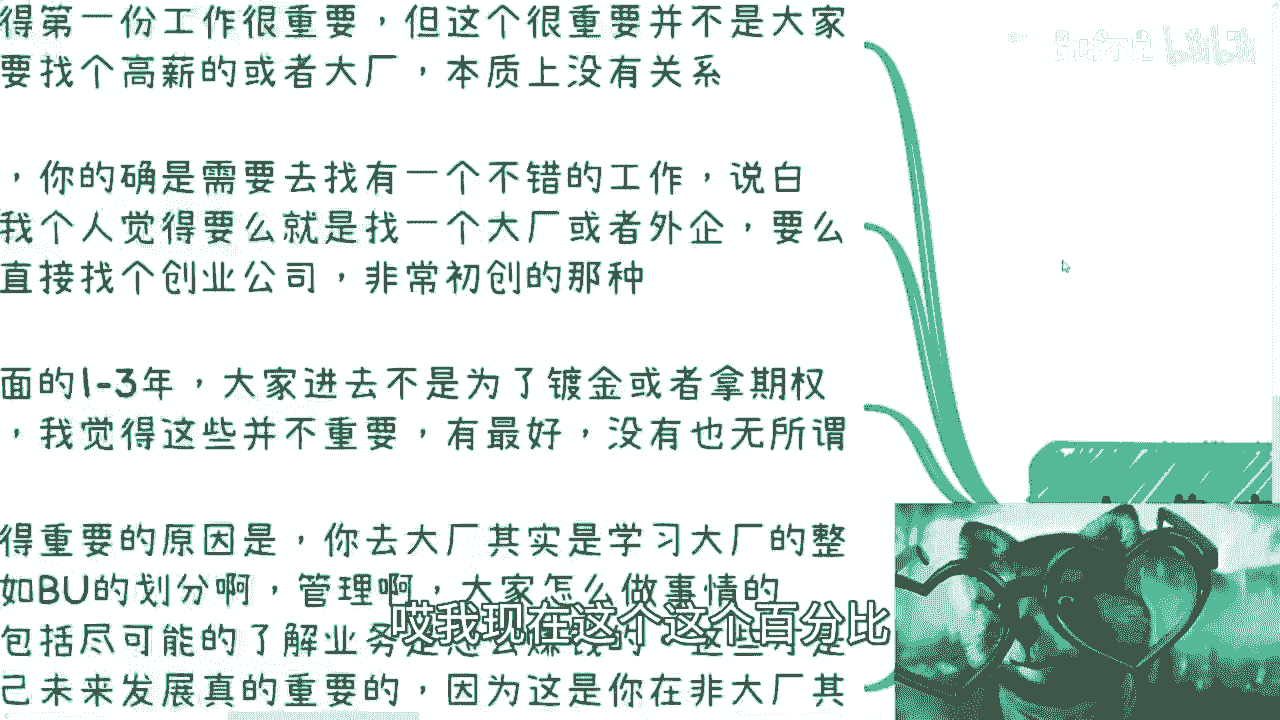 得第一份工作很重要，但这个很重要并不是大家
要找个高薪的或者大厂，本质上没有关系
，你的确是需要去找有一个不错的工作，说白
我个人觉得要么就是找一个大厂或者外企，要么
直接找个创业公司，非常初创的那种
面的1-3年，大家进去不是为了镀金或者拿期权
，我觉得这些并不重要，有最好，没有也无所谓
得重要的原因是，你去大厂其实是学习大厂的整
如BU的划分啊，管理啊，大家怎么做事情的
哎我现在这个这个百分比
包括尽可能的了解业务是怎么赚钱的
己未来发展真的重要的，因为这是你在非大厂其